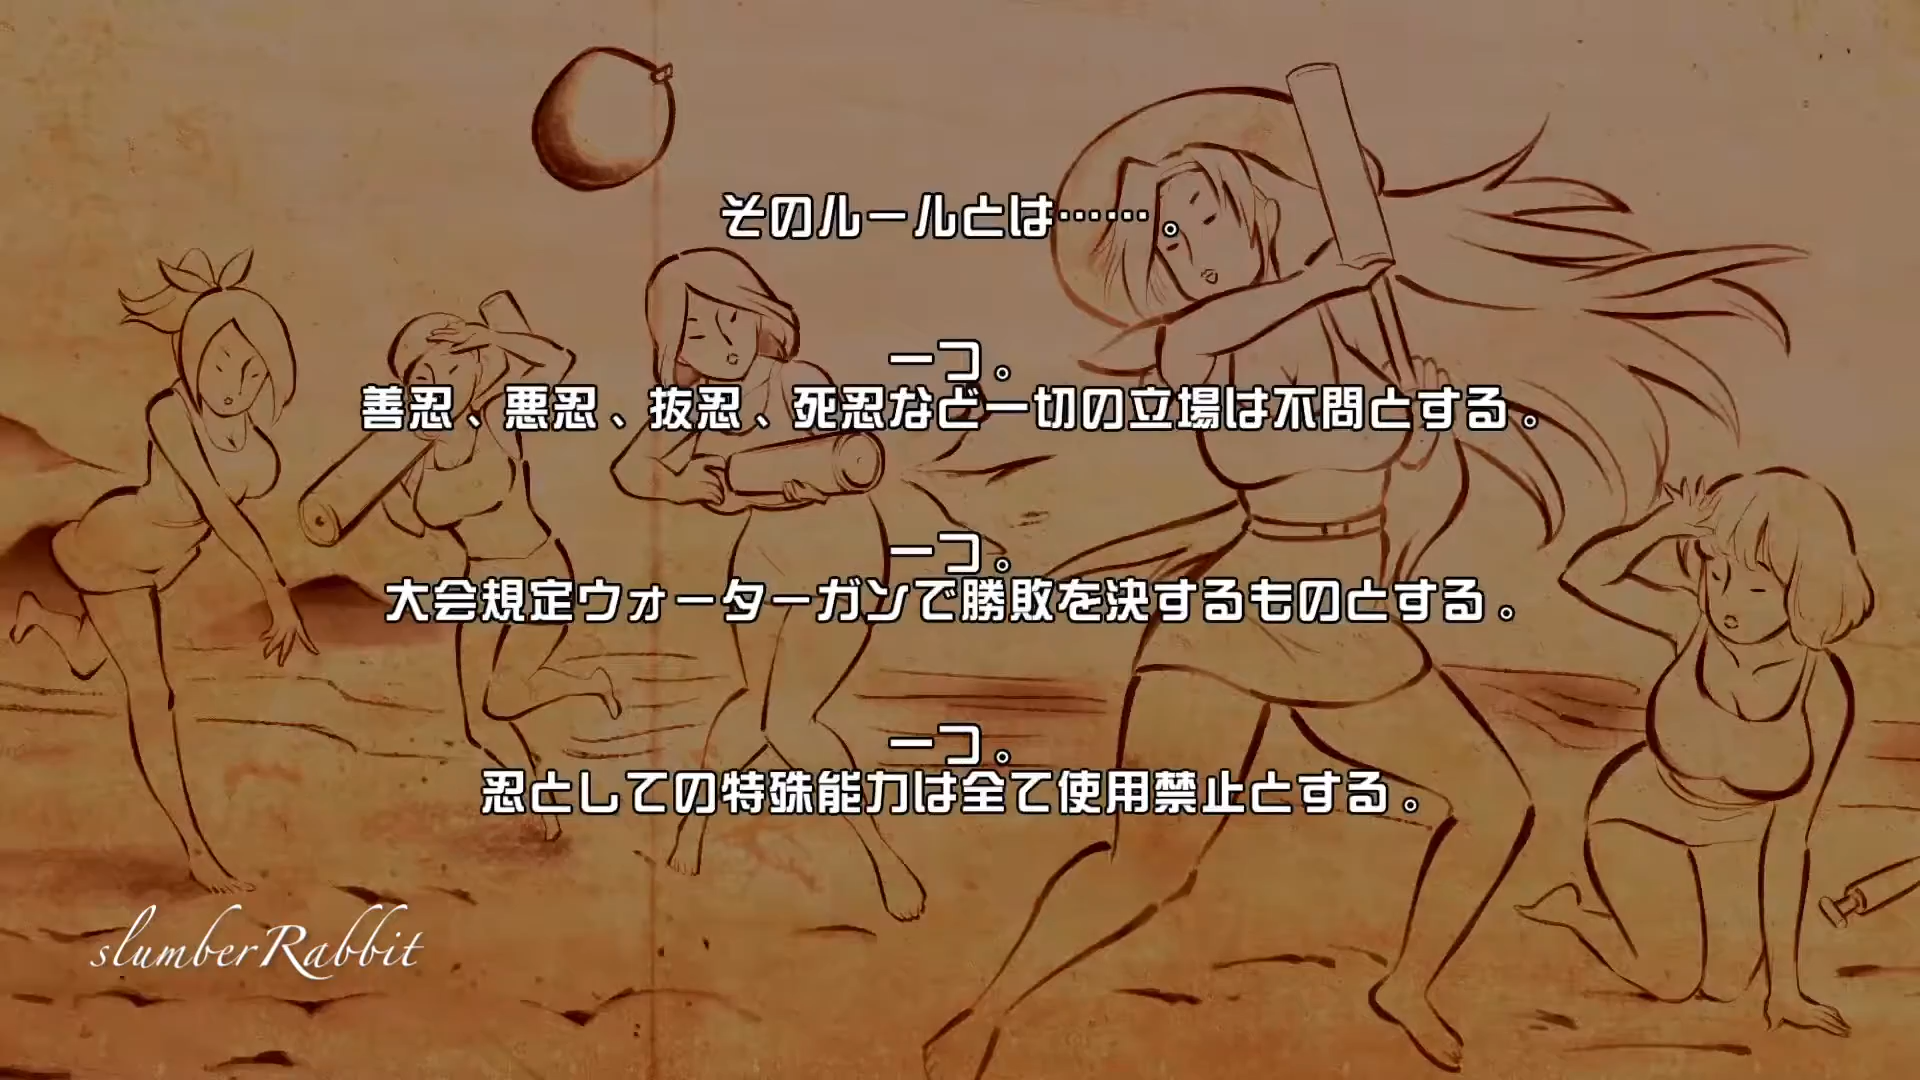 そのルールとは……。
一つ。
善忍、悪忍、抜忍、死忍など一切の立場は不問とする。
一つ。
大会規定ウォーターガンで勝敗を決するものとする。
一つ。
忍としての特殊能力は全て使用禁止とする。
slumberRabbit